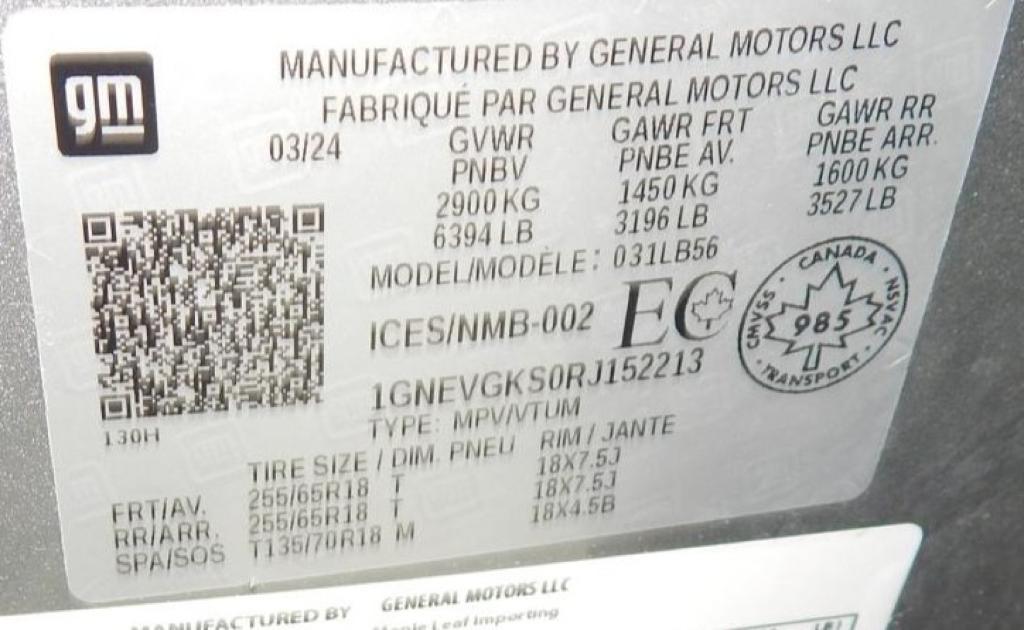 gm
MANUFACTURED BY GENERAL MOTORS LLC
FABRIQUÉ PAR GENERAL MOTORS LLC
03/24 GVWR GAWR FRT GAWR RR
PNBV PNBE AV. PNBE ARR.
2900 KG 1450 KG 1600 KG
6394 LB 3196 LB 3527 LB
MODEL/MODÈLE: 031LB56
ICES/NMB-002 EC
CANADA
CMVSS 985 NSVAC
TRANSPORT
1GNEVGKS0RJ152213
130H
TYPE: MPV/VTUM
TIRE SIZE / DIM. PNEU RIM / JANTE
FRT/AV. 255/65R18 T 18X7.5J
RR/ARR. 255/65R18 T 18X7.5J
SPA/SOS T135/70R18 M 18X4.5B
MANUFACTURED BY GENERAL MOTORS LLC
Maple Leaf Importing